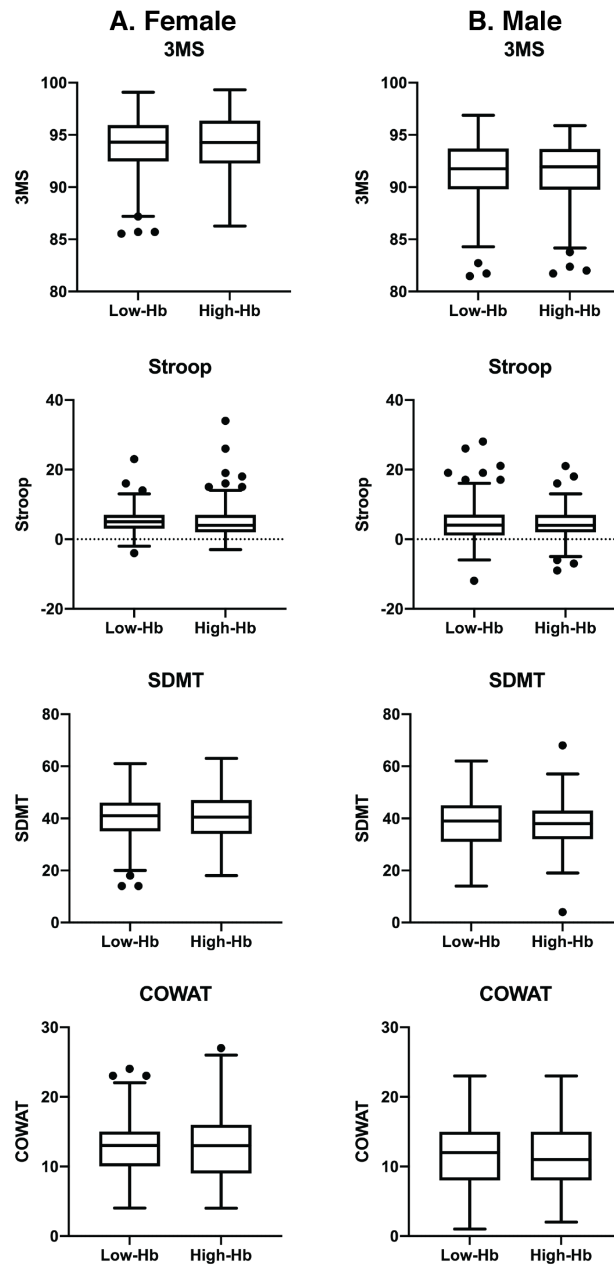 A. Female
3MS
100
95
90
85
80
3MS
Low-Hb High-Hb
B. Male
3MS
100
95
90
85
80
3MS
Low-Hb High-Hb
Stroop
40
20
0
-20
Stroop
Low-Hb High-Hb
Stroop
40
20
0
-20
Stroop
Low-Hb High-Hb
SDMT
80
60
40
20
0
SDMT
Low-Hb High-Hb
SDMT
80
60
40
20
0
SDMT
Low-Hb High-Hb
COWAT
30
20
10
0
COWAT
Low-Hb High-Hb
COWAT
30
20
10
0
COWAT
Low-Hb High-Hb